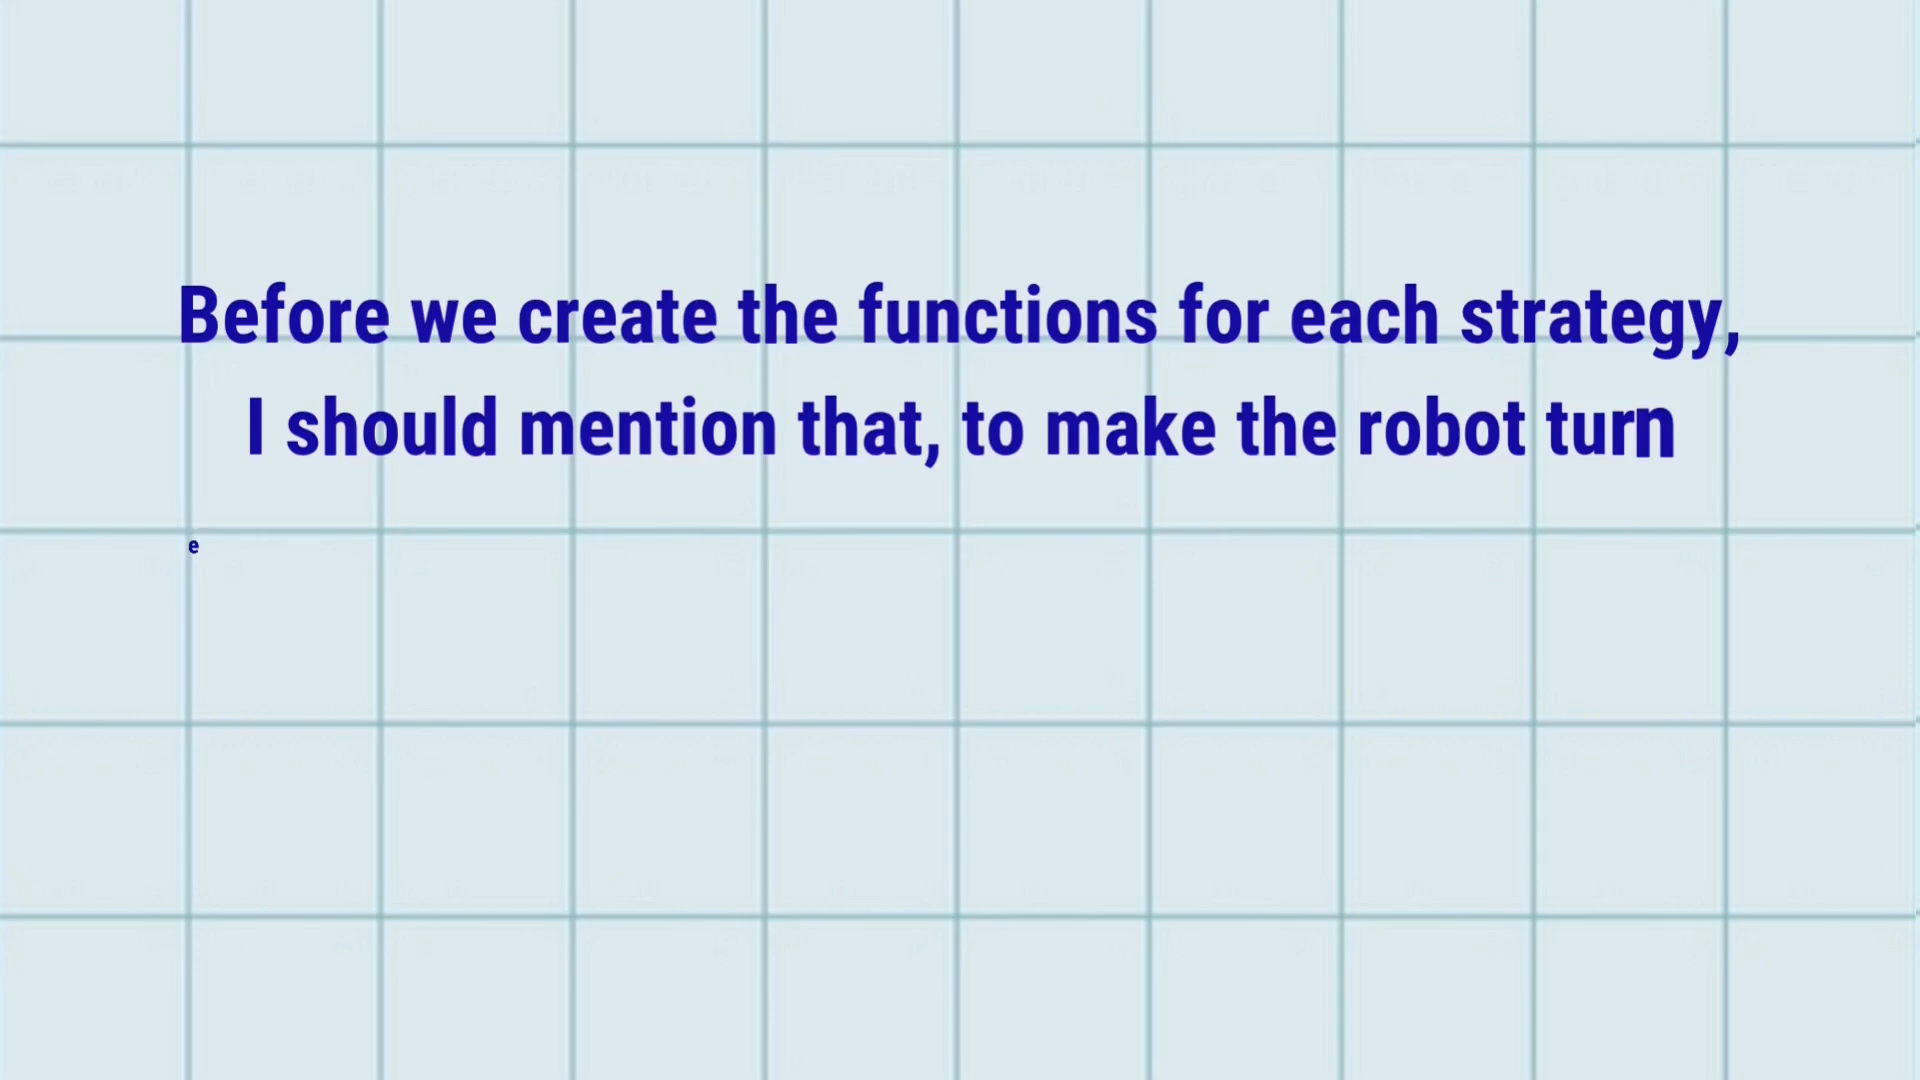 Before we create the functions for each strategy,
I should mention that, to make the robot turn
e